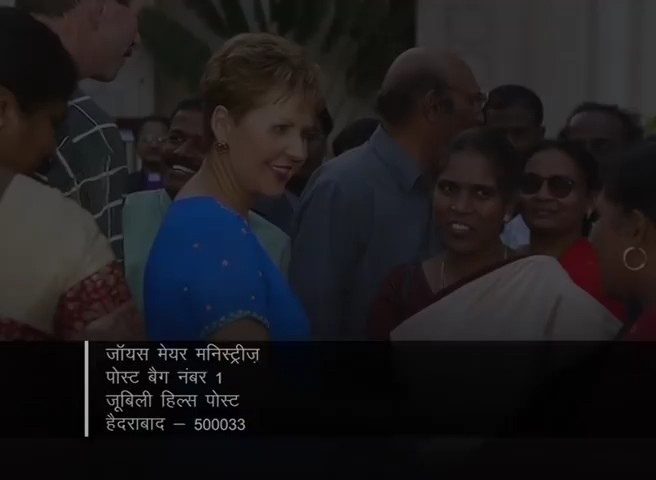 जॉयस मेयर मनिस्ट्रीज़
पोस्ट बैग नंबर 1
जूबिली हिल्स पोस्ट
हैदराबाद – 500033